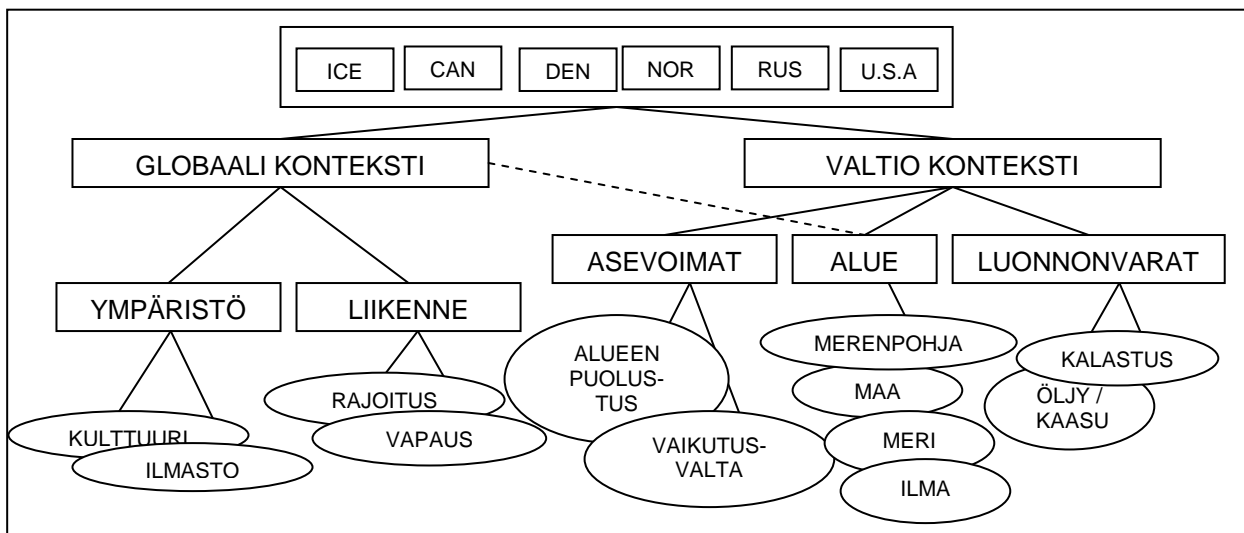 ICE CAN DEN NOR RUS U.S.A
GLOBAALI KONTEKSTI
VALTIO KONTEKSTI
ASEVOIMAT
ALUE
LUONNONVARAT
YMPÄRISTÖ
LIIKENNE
KULTTUURI
ILMASTO
RAJOITUS
VAPAUS
ALUEEN
PUOLUS-
TUS
VAIKUTUS-
VALTA
MERENPOHJA
MAA
MERI
ILMA
KALASTUS
ÖLJY /
KAASU